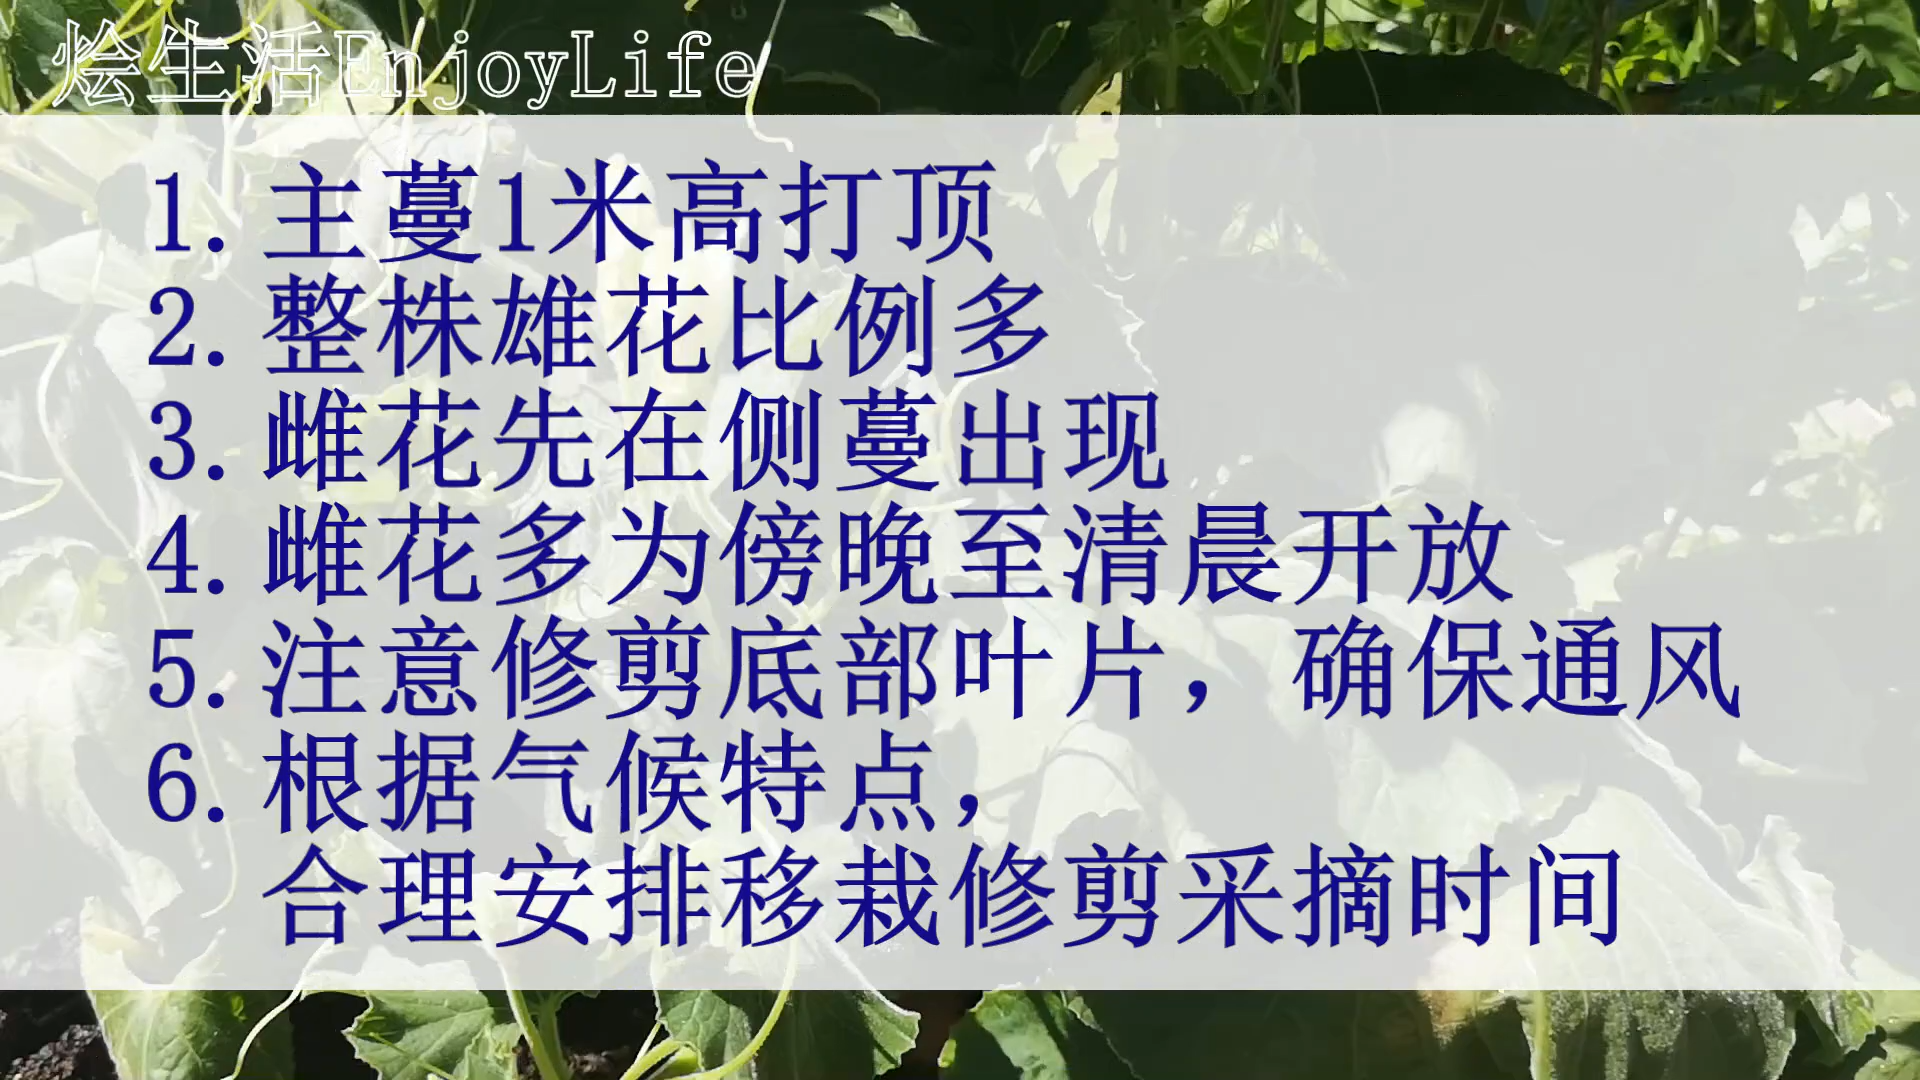 烩生活EnjoyLife
1.主蔓1米高打顶
2.整株雄花比例多
3.雌花先在侧蔓出现
4.雌花多为傍晚至清晨开放
5.注意修剪底部叶片，确保通风
6.根据气候特点，
合理安排移栽修剪采摘时间